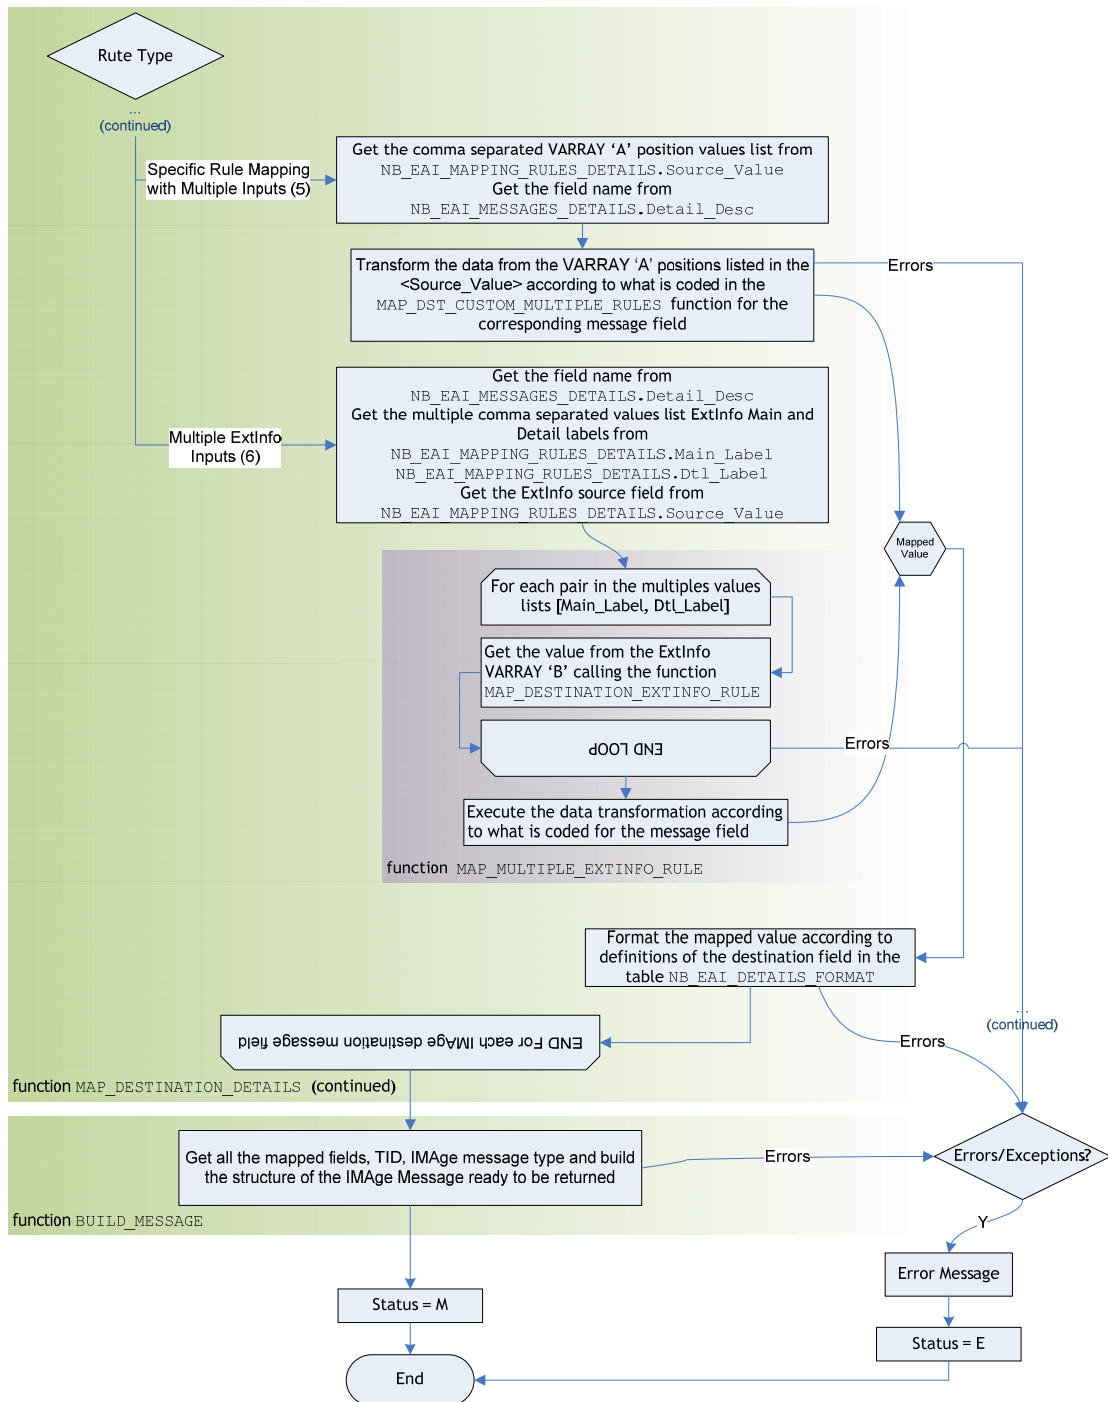 Rute Type
...
(continued)
Specific Rule Mapping
with Multiple Inputs (5)
Get the comma separated VARRAY ‘A’ position values list from
NB_EAI_MAPPING_RULES_DETAILS.Source_Value
Get the field name from
NB_EAI_MESSAGES_DETAILS.Detail_Desc
Transform the data from the VARRAY ‘A’ positions listed in the
<Source_Value> according to what is coded in the
MAP_DST_CUSTOM_MULTIPLE_RULES function for the
corresponding message field
Errors
Multiple ExtInfo
Inputs (6)
Get the field name from
NB_EAI_MESSAGES_DETAILS.Detail_Desc
Get the multiple comma separated values list ExtInfo Main and
Detail labels from
NB_EAI_MAPPING_RULES_DETAILS.Main_Label
NB_EAI_MAPPING_RULES_DETAILS.Dtl_Label
Get the ExtInfo source field from
NB_EAI_MAPPING_RULES_DETAILS.Source_Value
Mapped
Value
For each pair in the multiples values
lists [Main_Label, Dtl_Label]
Get the value from the ExtInfo
VARRAY ‘B’ calling the function
MAP_DESTINATION_EXTINFO_RULE
END LOOP
Errors
Execute the data transformation according
to what is coded for the message field
function MAP_MULTIPLE_EXTINFO_RULE
Format the mapped value according to
definitions of the destination field in the
table NB_EAI_DETAILS_FORMAT
...
(continued)
Errors
END For each IMAge destination messsage field
function MAP_DESTINATION_DETAILS (continued)
Get all the mapped fields, TID, IMAge message type and build
the structure of the IMAge Message ready to be returned
Errors
Errors/Exceptions?
function BUILD_MESSAGE
Y
Error Message
Status = M
Status = E
End